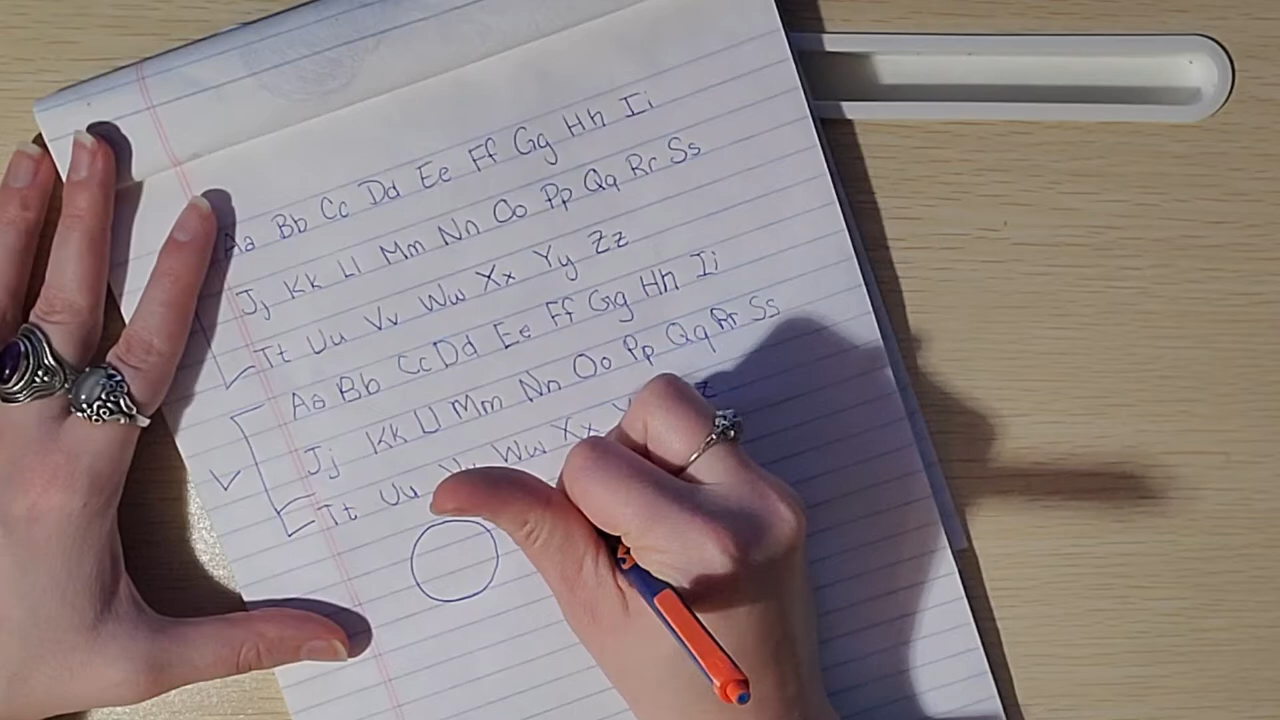 Aa Bb Cc Dd Ee Ff Gg Hh Ii
Jj Kk Ll Mm Nn Oo Pp Qq Rr Ss
Tt Uu Vv Ww Xx Yy Zz
Aa Bb Cc Dd Ee Ff Gg Hh Ii
Jj Kk Ll Mm Nn Oo Pp Qq Rr Ss
Tt Uu Vv Ww Xx z